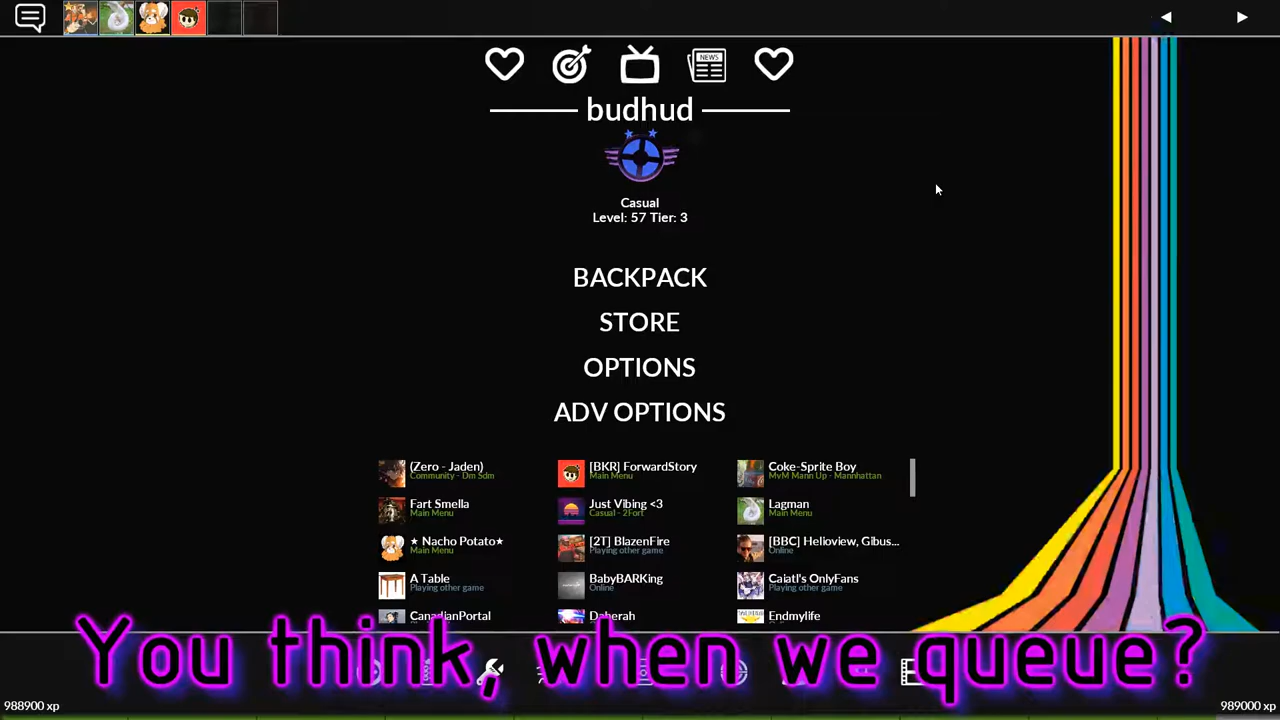 NEWS
budhud
Casual
Level: 57 Tier: 3
BACKPACK
STORE
OPTIONS
ADV OPTIONS
(Zero - Jaden)
Community - Dm Sdm
[BKR] ForwardStory
Main Menu
Coke-Sprite Boy
MvM Mann Up - Mannhattan
Fart Smella
Main Menu
Just Vibing <3
Casual - 2Fort
Lagman
Main Menu
★ Nacho Potato★
Main Menu
[2T] BlazenFire
Playing other game
[BBC] Helioview, Gibus...
Online
A Table
Playing other game
BabyBARKing
Online
Caiatl's OnlyFans
Playing other game
CanadianPortal
Daherah
Endmylife
You think, when we queue?
988900 xp
989000 xp